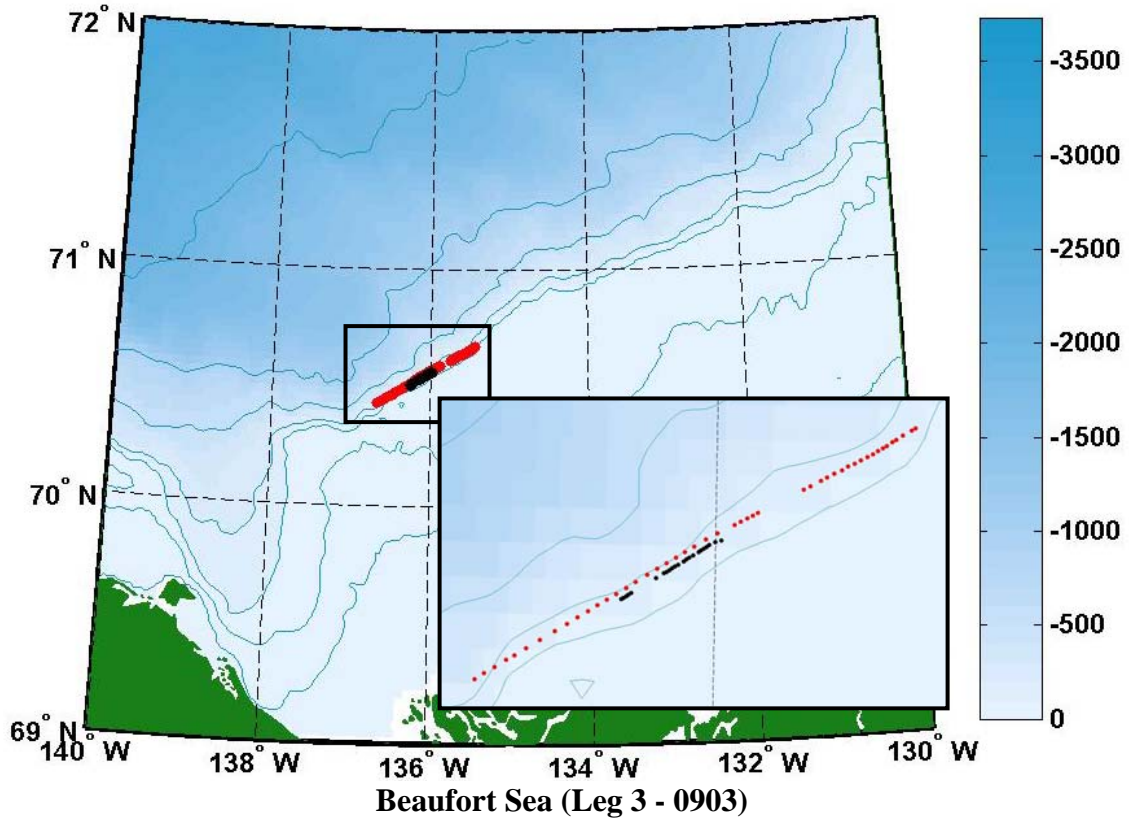 72° N
71° N
70° N
69° N
140° W
138° W
136° W
134° W
132° W
130° W
-3500
-3000
-2500
-2000
-1500
-1000
-500
0
Beaufort Sea (Leg 3 - 0903)